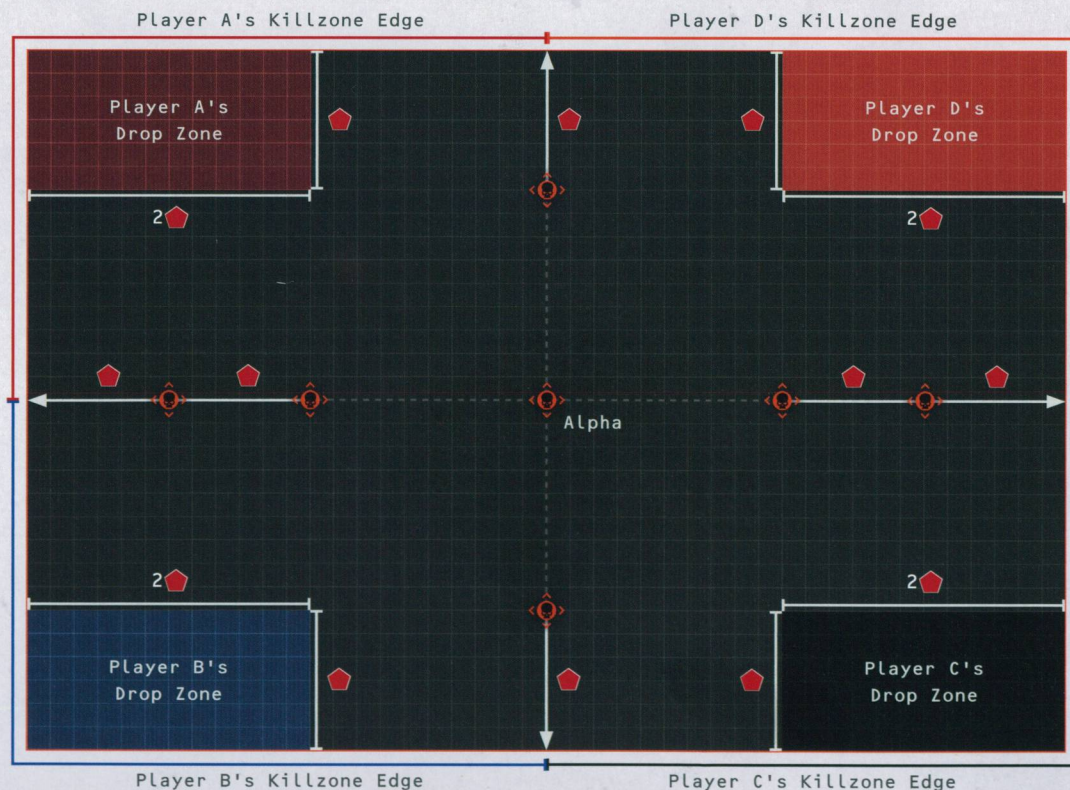 Player A's Killzone Edge
Player D's Killzone Edge
Player A's
Drop Zone
Player D's
Drop Zone
2
2
Alpha
2
2
Player B's
Drop Zone
Player C's
Drop Zone
Player B's Killzone Edge
Player C's Killzone Edge